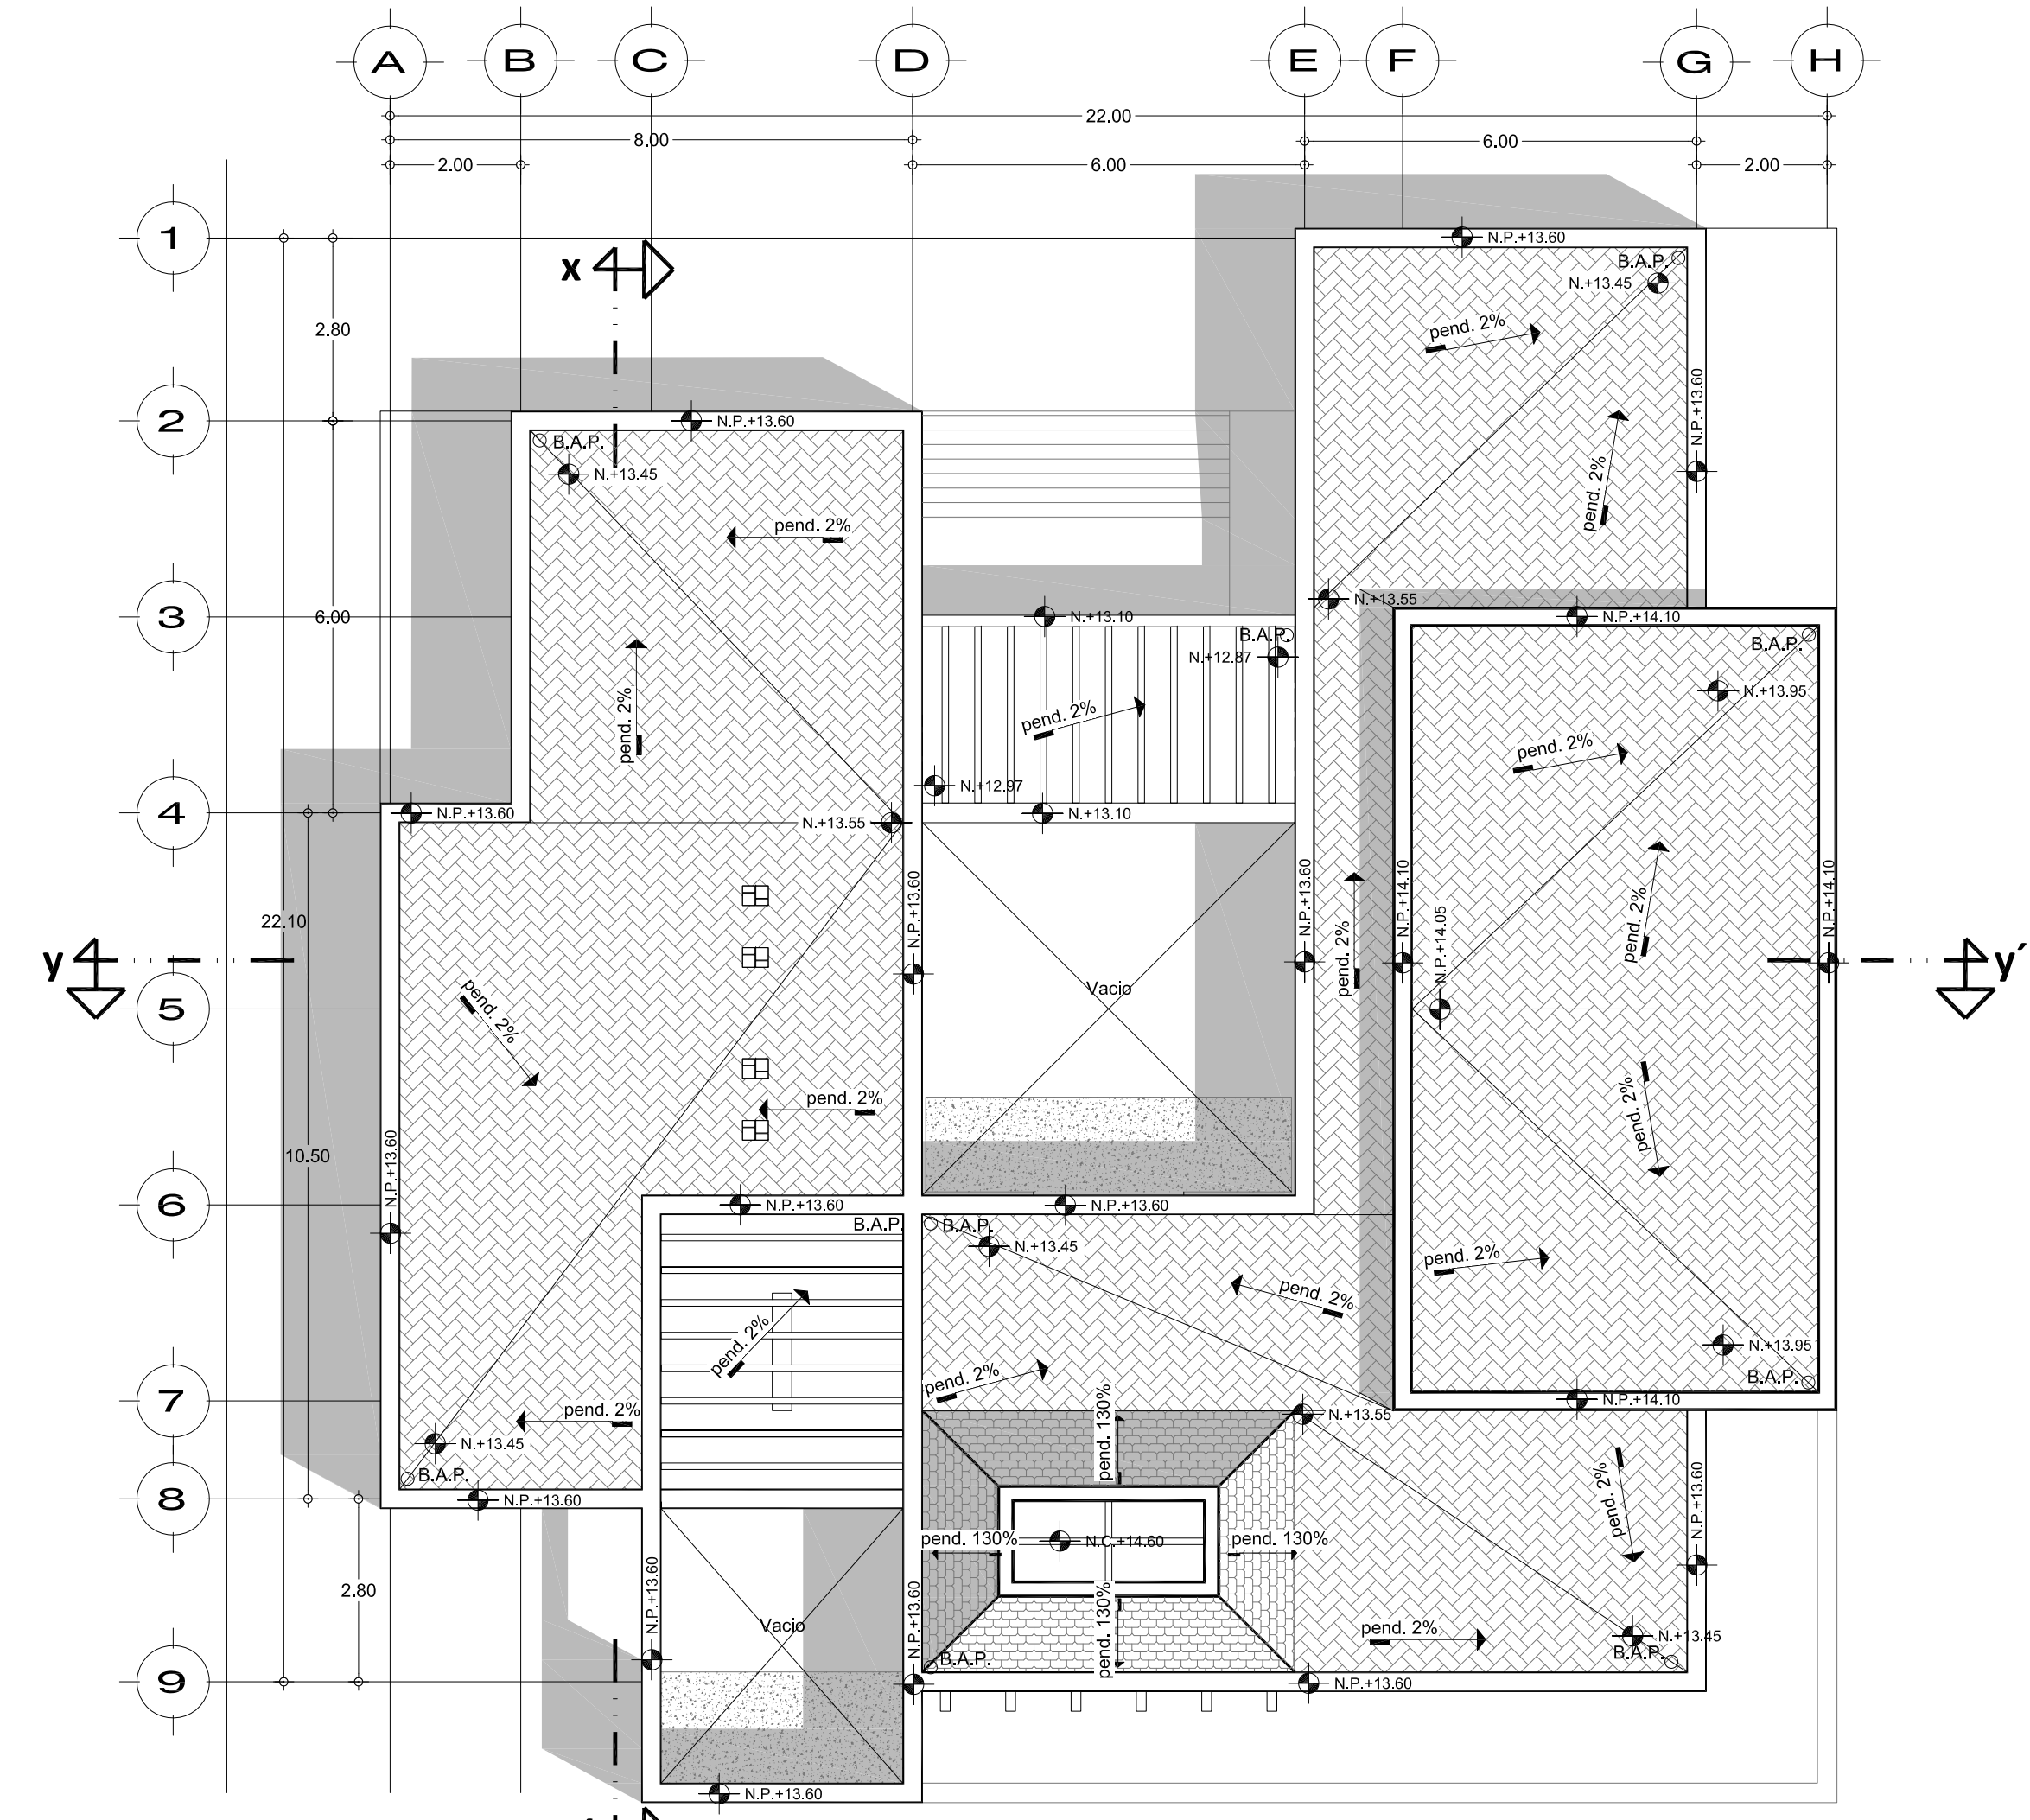 A B C D E F G H
22.00
8.00
6.00
2.00
6.00
2.00
1
N.P.+13.60
B.A.P.
N.+13.45
x
2.80
pend. 2%
N.P.+13.60
2
N.P.+13.60
B.A.P.
N.+13.45
pend. 2%
pend. 2%
N.+13.55
3
6.00
N.+13.10
N.P.+14.10
B.A.P.
B.A.P.
N.+12.87
N.+13.95
pend. 2%
pend. 2%
pend. 2%
N.+12.97
4
N.P.+13.60
N.+13.55
N.+13.10
22.10
N.P.+13.60
N.P.+13.60
N.P.+14.10
N.P.+14.05
N.P.+14.10
pend. 2%
pend. 2%
y
y´
Vacio
5
pend. 2%
pend. 2%
pend. 2%
10.50
N.P.+13.60
6
N.P.+13.60
N.P.+13.60
B.A.P.
B.A.P.
N.+13.45
pend. 2%
pend. 2%
pend. 2%
N.+13.95
pend. 2%
B.A.P.
7
N.P.+14.10
pend. 2%
N.+13.55
pend. 130%
N.+13.45
B.A.P.
8
N.P.+13.60
pend. 2%
N.P.+13.60
pend. 130%
N.C.+14.60
pend. 130%
2.80
N.P.+13.60
N.P.+13.60
pend. 130%
Vacio
pend. 2%
N.+13.45
B.A.P.
B.A.P.
9
N.P.+13.60
N.P.+13.60